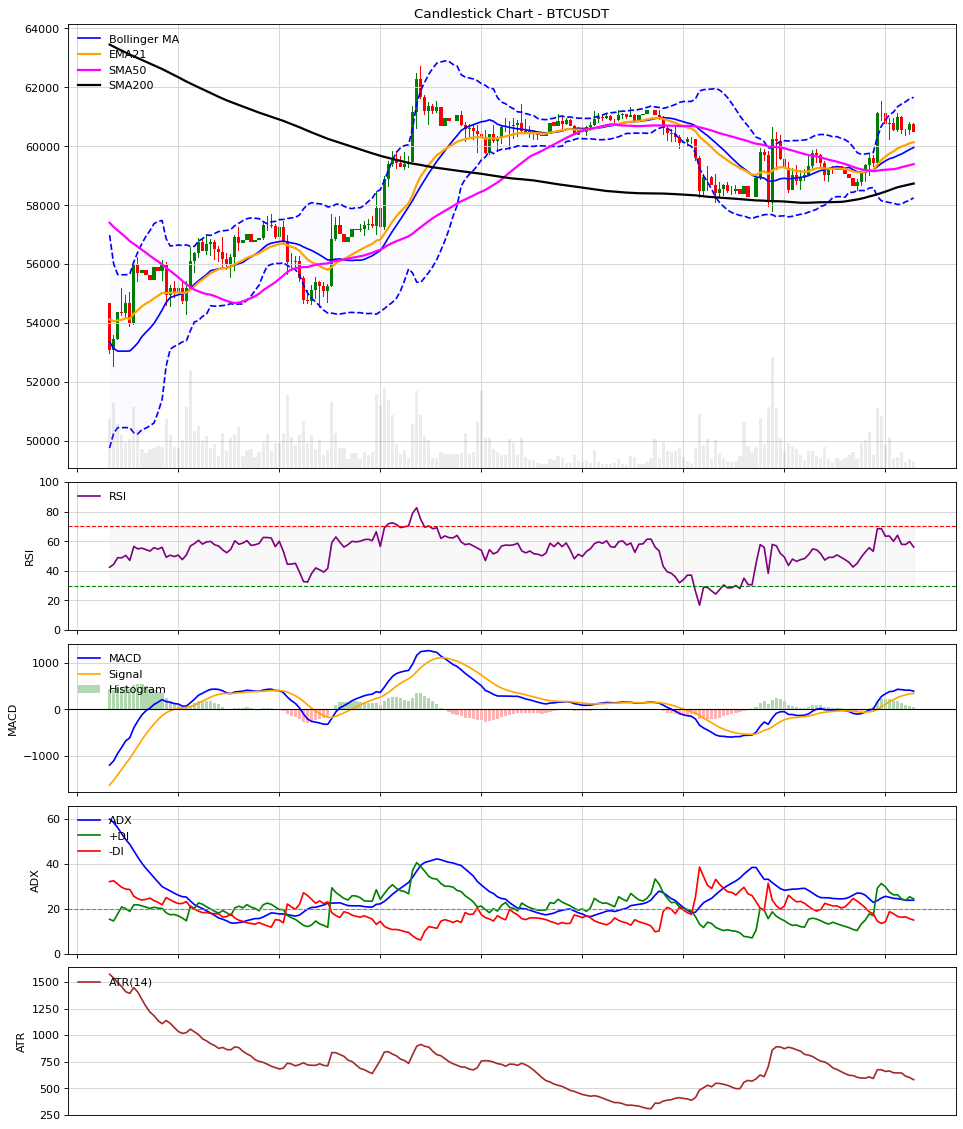 Candlestick Chart - BTCUSDT
64000
62000
60000
58000
56000
54000
52000
50000
Bollinger MA
EMA21
SMA50
SMA200
100
80
60
40
20
0
RSI
RSI
1000
0
−1000
MACD
MACD
Signal
Histogram
60
40
20
0
ADX
ADX
+DI
-DI
1500
1250
1000
750
500
250
ATR
ATR(14)